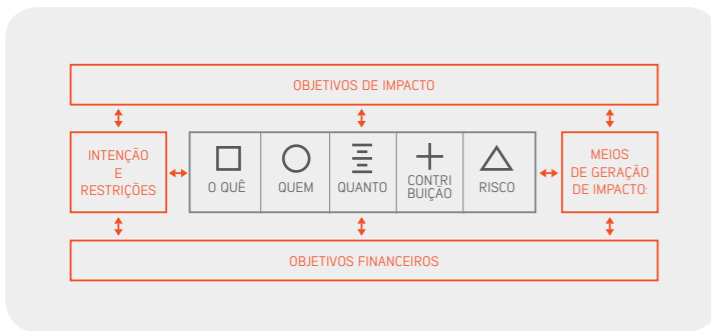 OBJETIVOS DE IMPACTO
INTENÇÃO
E
RESTRIÇÕES
O QUÊ
QUEM
QUANTO
CONTRI
BUIÇÃO
RISCO
MEIOS
DE GERAÇÃO
DE IMPACTO:
OBJETIVOS FINANCEIROS